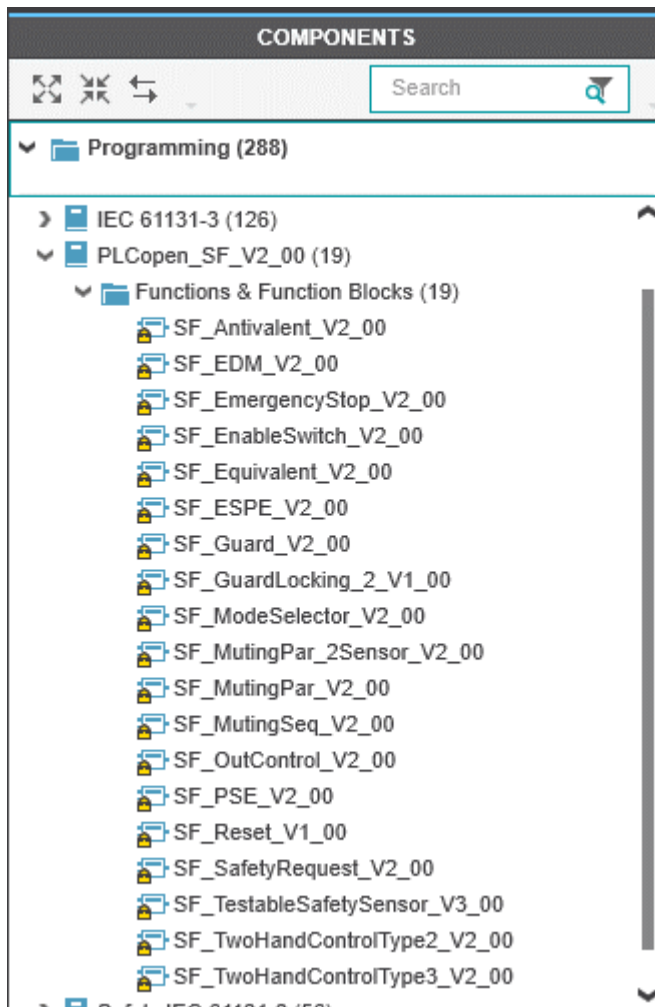 COMPONENTS
Search
Programming (288)
IEC 61131-3 (126)
PLCopen_SF_V2_00 (19)
Functions & Function Blocks (19)
SF_Antivalent_V2_00
SF_EDM_V2_00
SF_EmergencyStop_V2_00
SF_EnableSwitch_V2_00
SF_Equivalent_V2_00
SF_ESPE_V2_00
SF_Guard_V2_00
SF_GuardLocking_2_V1_00
SF_ModeSelector_V2_00
SF_MutingPar_2Sensor_V2_00
SF_MutingPar_V2_00
SF_MutingSeq_V2_00
SF_OutControl_V2_00
SF_PSE_V2_00
SF_Reset_V1_00
SF_SafetyRequest_V2_00
SF_TestableSafetySensor_V3_00
SF_TwoHandControlType2_V2_00
SF_TwoHandControlType3_V2_00